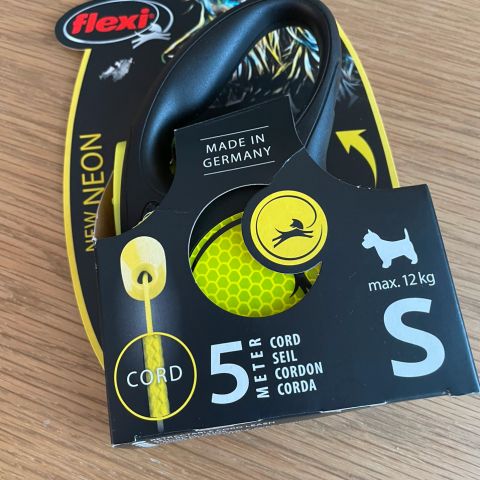 flexi
NEW NEON
MADE IN
GERMANY
max. 12 kg
S
CORD
5
METER
CORD
SEIL
CORDON
CORDA